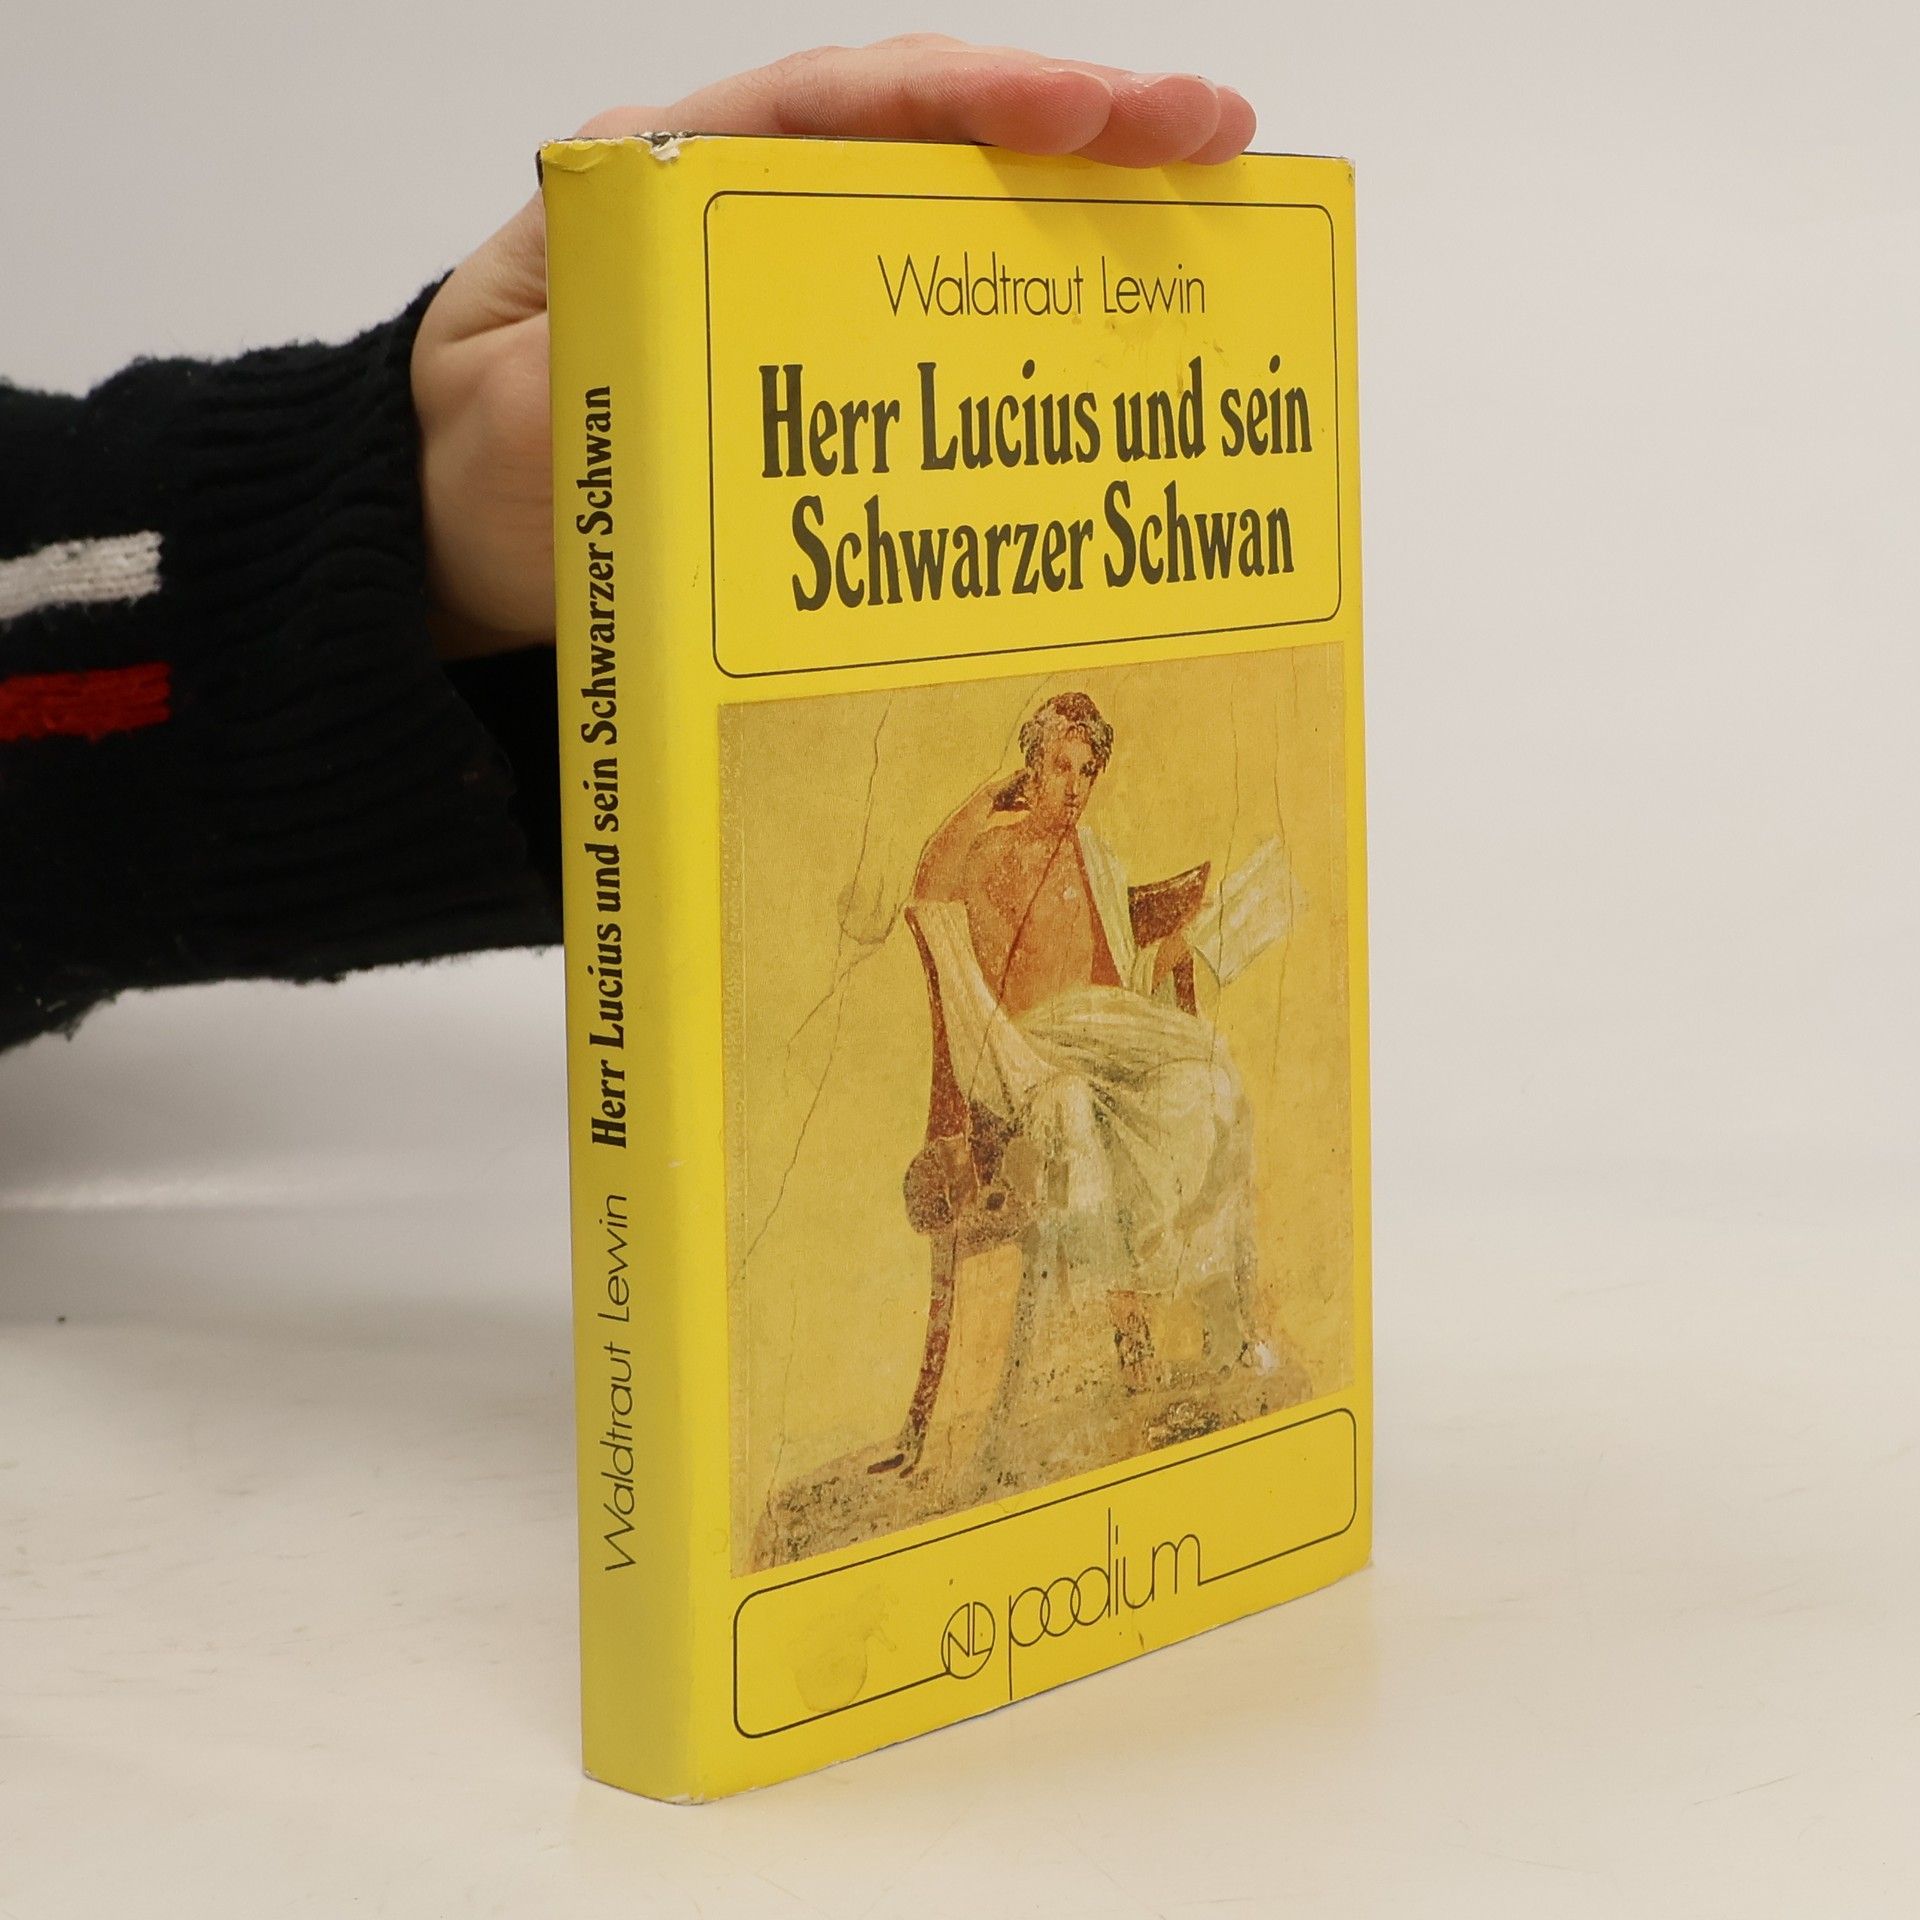 Waldtraut Lewin
Herr Lucius und sein
Schwarzer Schwan
NL podium
Waldtraut Lewin Herr Lucius und sein Schwarzer Schwan